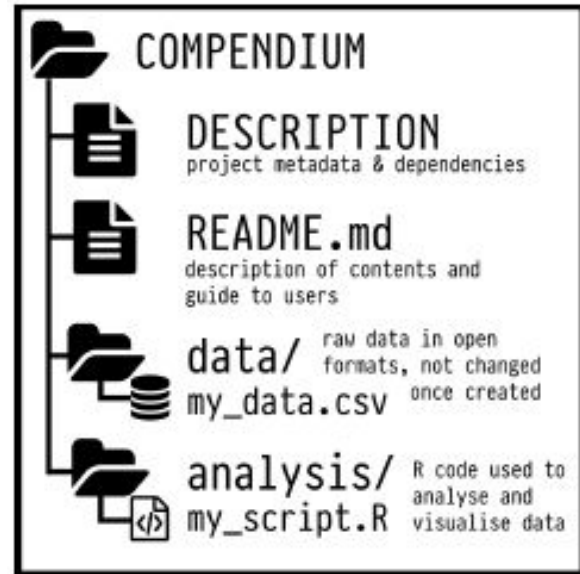 COMPENDIUM
DESCRIPTION
project metadata & dependencies
README.md
description of contents and
guide to users
data/
my_data.csv
raw data in open
formats, not changed
once created
analysis/
my_script.R
R code used to
analyse and
visualise data